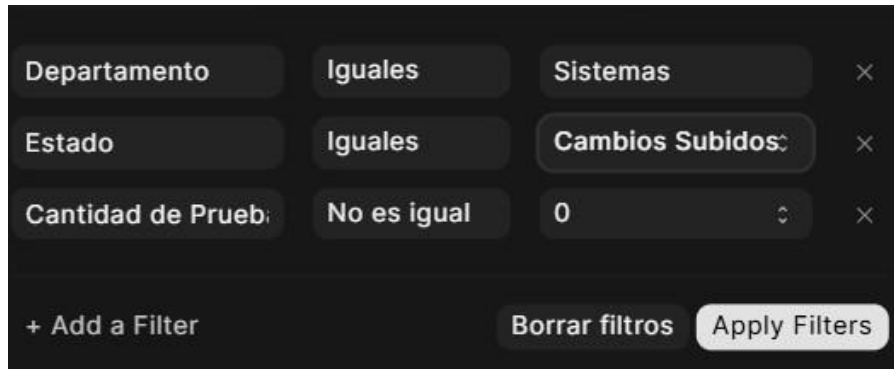 Departamento Iguales Sistemas
Estado Iguales Cambios Subidos
Cantidad de Prueb No es igual 0
+ Add a Filter Borrar filtros Apply Filters